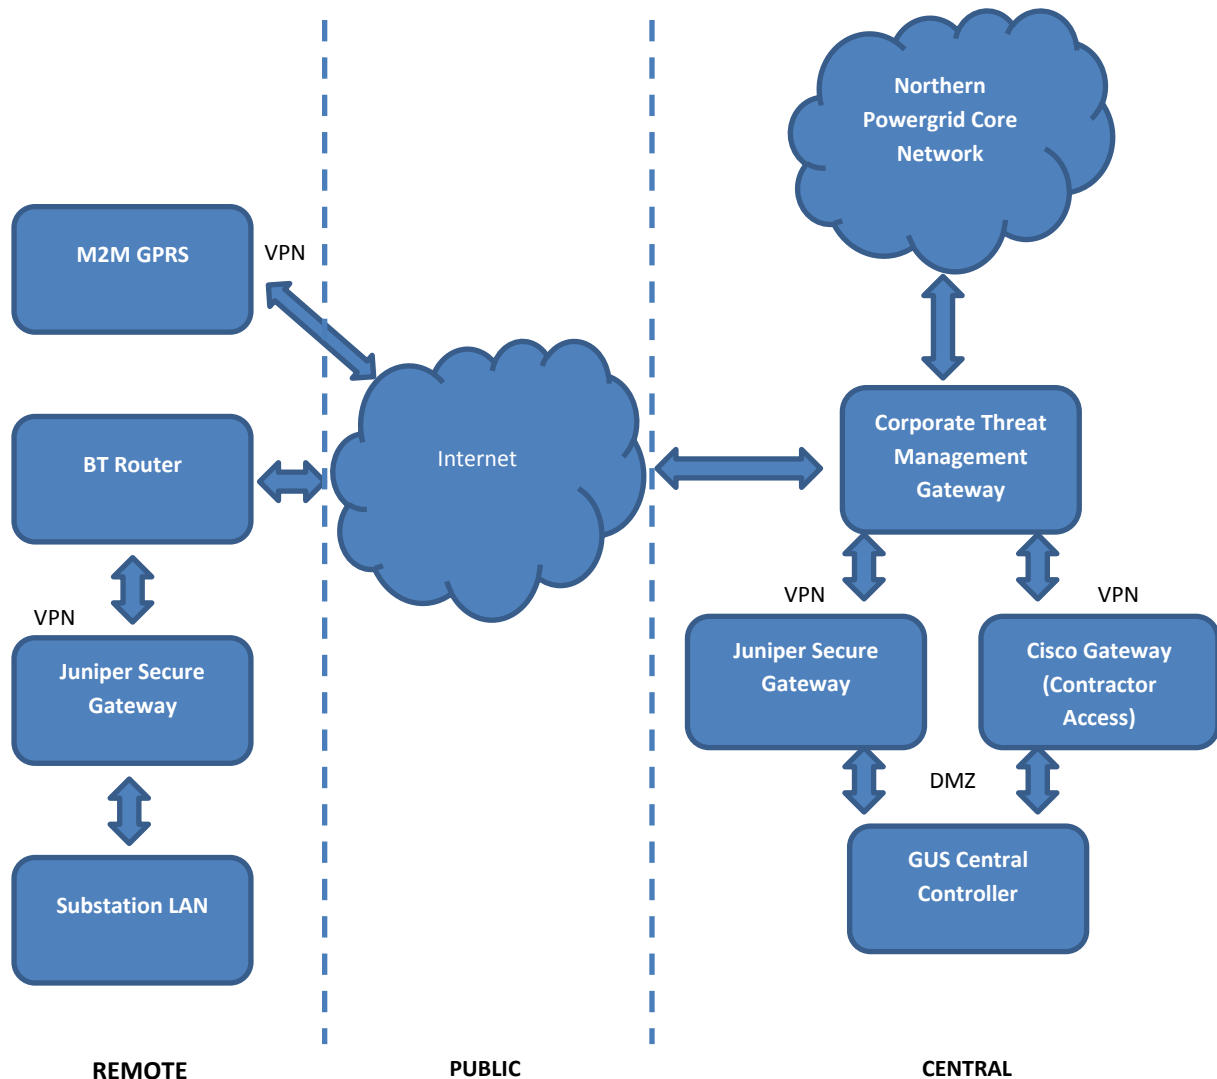 Northern
Powergrid Core
Network
M2M GPRS
VPN
BT Router
Internet
Corporate Threat
Management
Gateway
VPN
Juniper Secure
Gateway
VPN
Juniper Secure
Gateway
VPN
Cisco Gateway
(Contractor
Access)
DMZ
Substation LAN
GUS Central
Controller
REMOTE
PUBLIC
CENTRAL